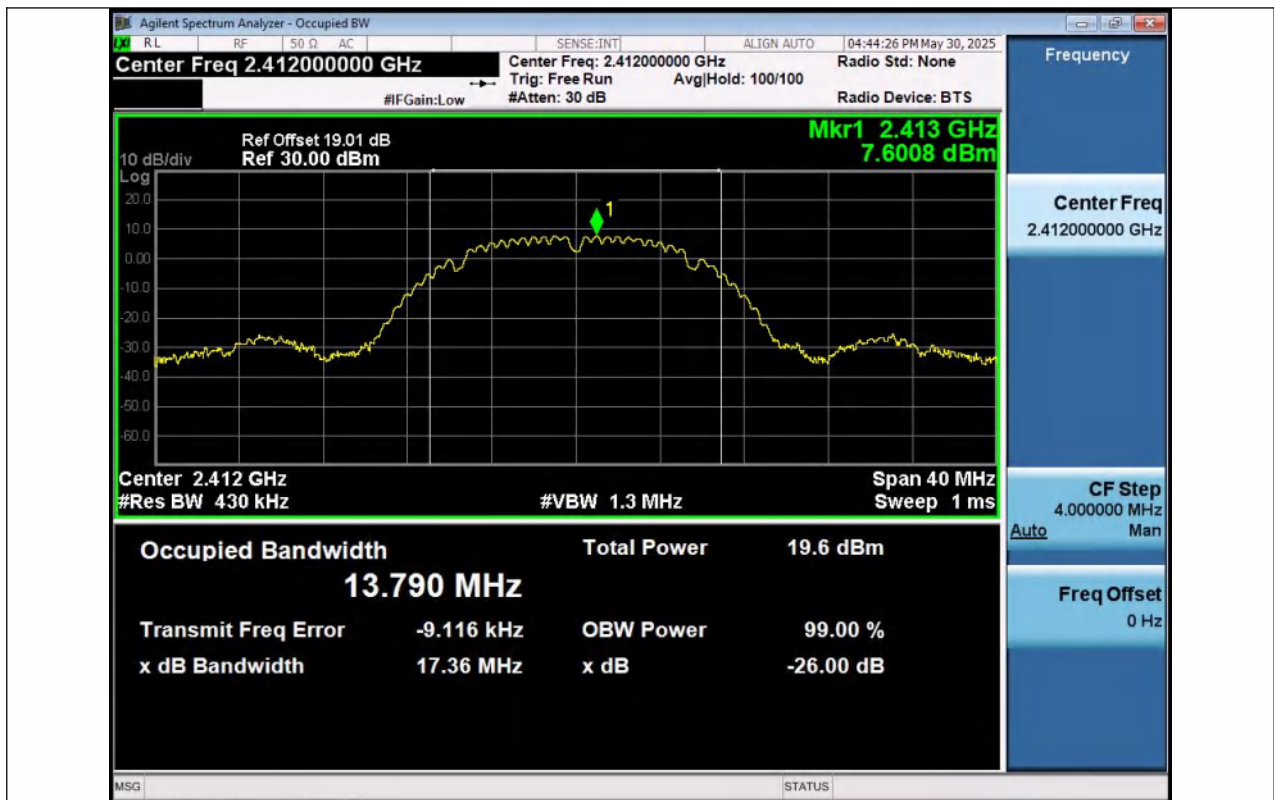 Agilent Spectrum Analyzer - Occupied BW
LXI RL RF 50 Ω AC SENSE:INT ALIGN AUTO 04:44:26 PM May 30, 2025
Center Freq 2.412000000 GHz
Center Freq: 2.412000000 GHz
Radio Std: None
Trig: Free Run Avg|Hold: 100/100
#IFGain:Low
#Atten: 30 dB
Radio Device: BTS
Frequency
Mkr1 2.413 GHz
7.6008 dBm
Ref Offset 19.01 dB
10 dB/div Ref 30.00 dBm
Log
20.0
10.0
0.00
-10.0
-20.0
-30.0
-40.0
-50.0
-60.0
1
Center 2.412 GHz Span 40 MHz
#Res BW 430 kHz #VBW 1.3 MHz Sweep 1 ms
Center Freq
2.412000000 GHz
CF Step
4.000000 MHz
Auto Man
Freq Offset
0 Hz
Occupied Bandwidth Total Power 19.6 dBm
13.790 MHz
Transmit Freq Error -9.116 kHz OBW Power 99.00 %
x dB Bandwidth 17.36 MHz x dB -26.00 dB
MSG STATUS